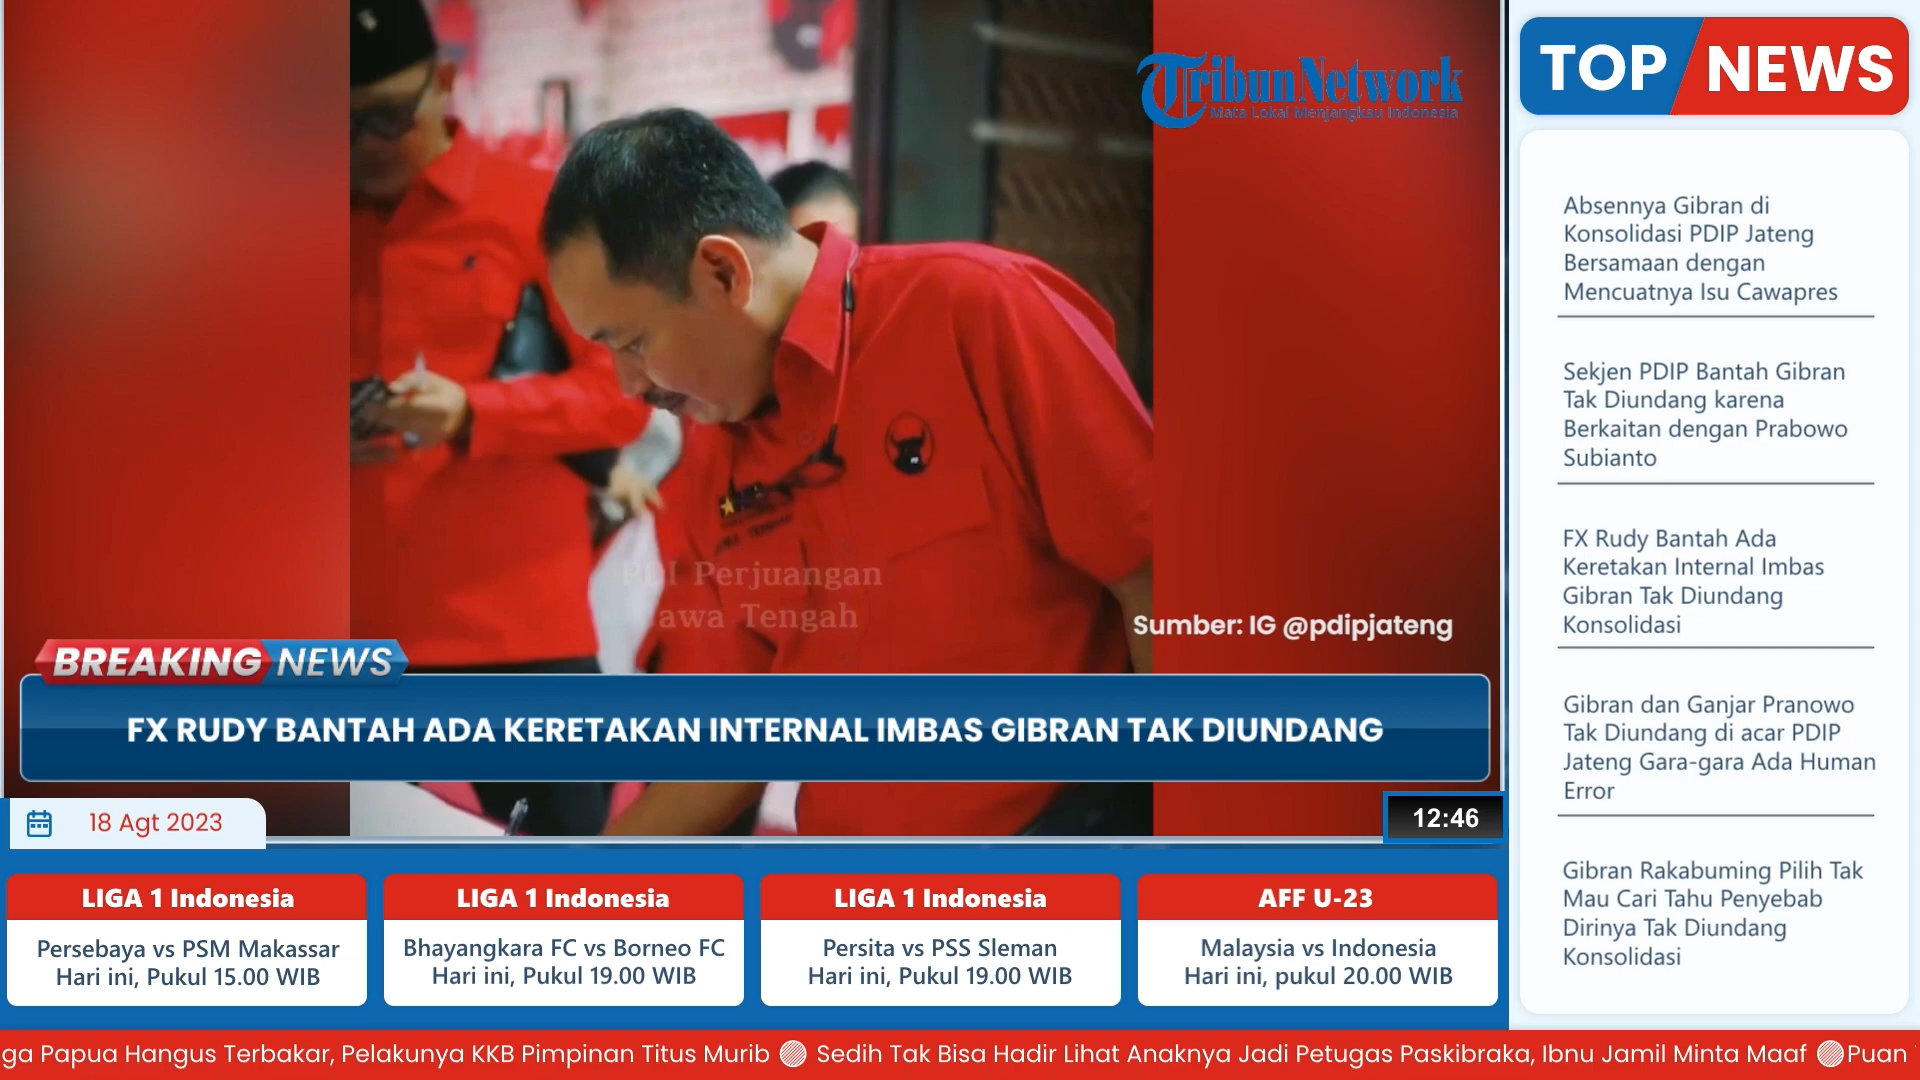 TribunNetwork
Mata Lokal Menjangkau Indonesia
PDI Perjuangan
Jawa Tengah
Sumber: IG @pdipjateng
BREAKING NEWS
FX RUDY BANTAH ADA KERETAKAN INTERNAL IMBAS GIBRAN TAK DIUNDANG
18 Agt 2023
12:46
LIGA 1 Indonesia
Persebaya vs PSM Makassar
Hari ini, Pukul 15.00 WIB
LIGA 1 Indonesia
Bhayangkara FC vs Borneo FC
Hari ini, Pukul 19.00 WIB
LIGA 1 Indonesia
Persita vs PSS Sleman
Hari ini, Pukul 19.00 WIB
AFF U-23
Malaysia vs Indonesia
Hari ini, pukul 20.00 WIB
TOP NEWS
Absennya Gibran di
Konsolidasi PDIP Jateng
Bersamaan dengan
Mencuatnya Isu Cawapres
Sekjen PDIP Bantah Gibran
Tak Diundang karena
Berkaitan dengan Prabowo
Subianto
FX Rudy Bantah Ada
Keretakan Internal Imbas
Gibran Tak Diundang
Konsolidasi
Gibran dan Ganjar Pranowo
Tak Diundang di acar PDIP
Jateng Gara-gara Ada Human
Error
Gibran Rakabuming Pilih Tak
Mau Cari Tahu Penyebab
Dirinya Tak Diundang
Konsolidasi
ga Papua Hangus Terbakar, Pelakunya KKB Pimpinan Titus Murib Sedih Tak Bisa Hadir Lihat Anaknya Jadi Petugas Paskibraka, Ibnu Jamil Minta Maaf Puan